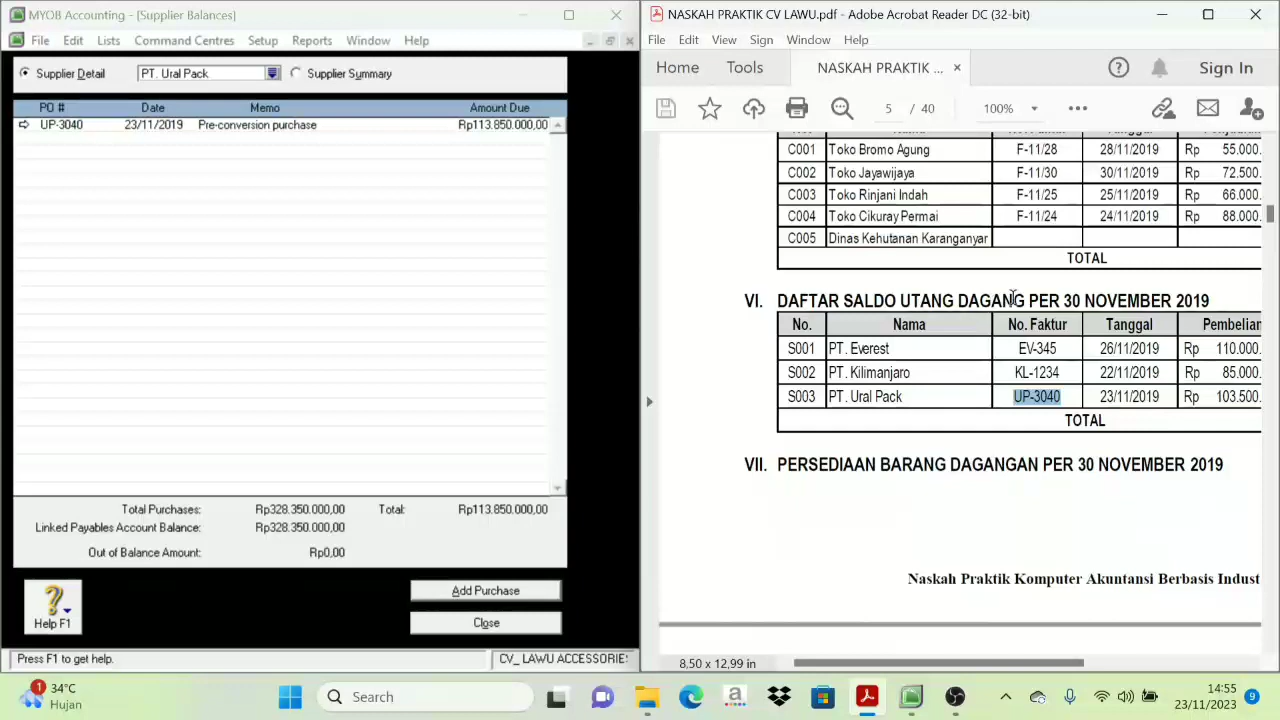 MYOB Accounting - [Supplier Balances]
File Edit Lists Command Centres Setup Reports Window Help
Supplier Detail PT. Ural Pack Supplier Summary
PO # Date Memo Amount Due
UP-3040 23/11/2019 Pre-conversion purchase Rp113.850.000,00
Total Purchases: Rp328.350.000,00 Total: Rp113.850.000,00
Linked Payables Account Balance: Rp328.350.000,00
Out of Balance Amount: Rp0,00
Help F1
Add Purchase
Close
Press F1 to get help. CV_ LAWU ACCESSORIES
NASKAH PRAKTIK CV LAWU.pdf - Adobe Acrobat Reader DC (32-bit)
File Edit View Sign Window Help
Home Tools NASKAH PRAKTIK ... × Sign In
5 / 40 100%
C001 Toko Bromo Agung F-11/28 28/11/2019 Rp 55.000.
C002 Toko Jayawijaya F-11/30 30/11/2019 Rp 72.500.
C003 Toko Rinjani Indah F-11/25 25/11/2019 Rp 66.000.
C004 Toko Cikuray Permai F-11/24 24/11/2019 Rp 88.000.
C005 Dinas Kehutanan Karanganyar
TOTAL
VI. DAFTAR SALDO UTANG DAGANG PER 30 NOVEMBER 2019
No. Nama No. Faktur Tanggal Pembelian
S001 PT. Everest EV-345 26/11/2019 Rp 110.000.
S002 PT. Kilimanjaro KL-1234 22/11/2019 Rp 85.000.
S003 PT. Ural Pack UP-3040 23/11/2019 Rp 103.500.
TOTAL
VII. PERSEDIAAN BARANG DAGANGAN PER 30 NOVEMBER 2019
Naskah Praktik Komputer Akuntansi Berbasis Indust
8,50 x 12,99 in
1
34°C
Hujan
Search
a
14:55
23/11/2023
9